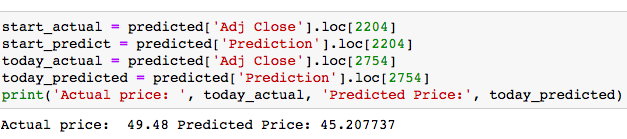 start_actual = predicted['Adj Close'].loc[2204]
start_predict = predicted['Prediction'].loc[2204]
today_actual = predicted['Adj Close'].loc[2754]
today_predicted = predicted['Prediction'].loc[2754]
print('Actual price: ', today_actual, 'Predicted Price:', today_predicted)
Actual price:  49.48 Predicted Price: 45.207737